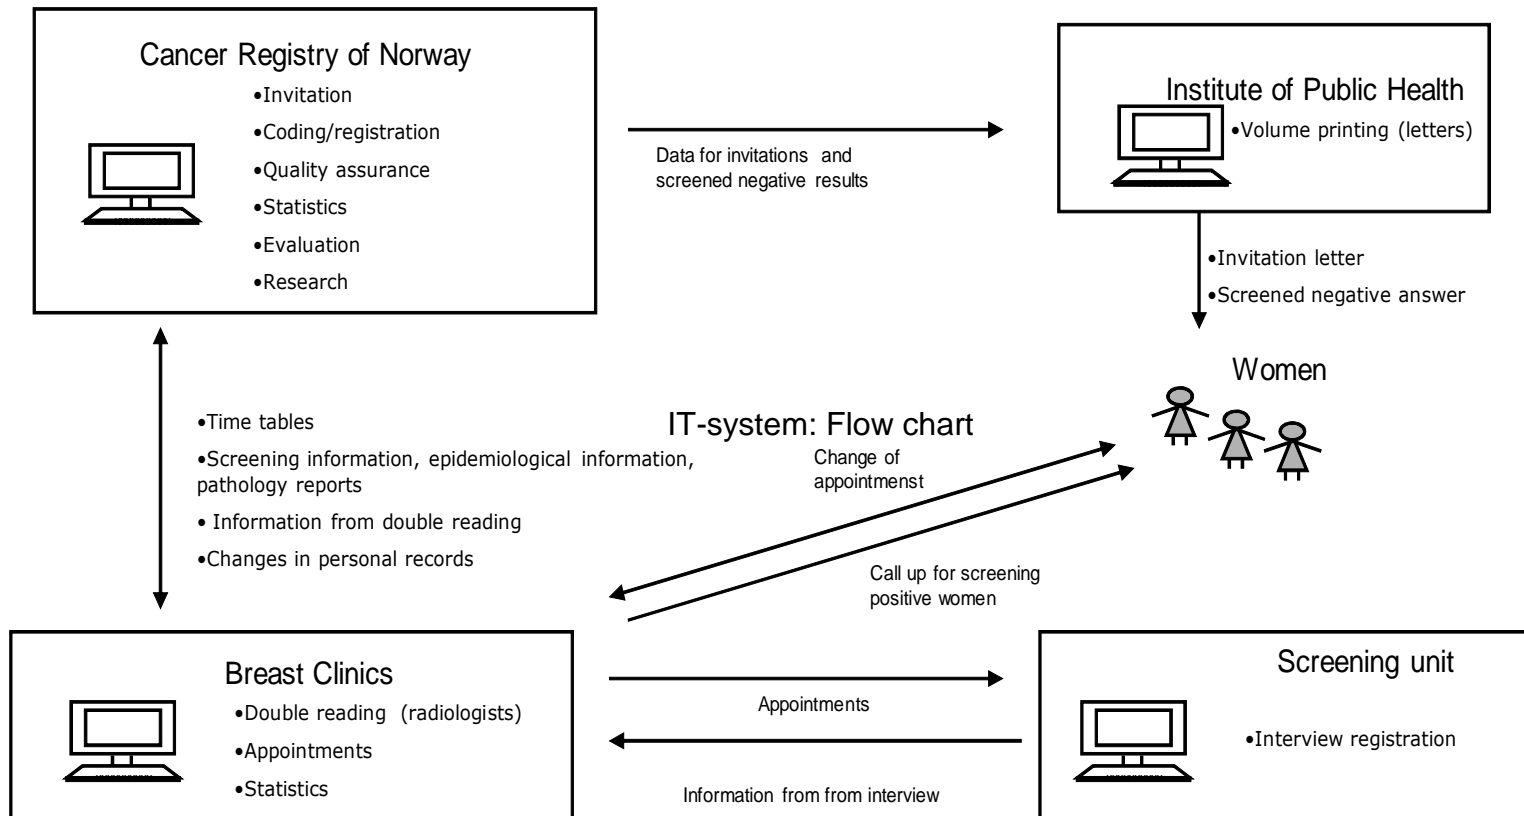 Cancer Registry of Norway
•Invitation
•Coding/registration
•Quality assurance
•Statistics
•Evaluation
•Research
Data for invitations and
screened negative results
Institute of Public Health
•Volume printing (letters)
•Invitation letter
•Screened negative answer
Women
•Time tables
•Screening information, epidemiological information,
pathology reports
• Information from double reading
•Changes in personal records
IT-system: Flow chart
Change of
appointmenst
Call up for screening
positive women
Breast Clinics
•Double reading (radiologists)
•Appointments
•Statistics
Appointments
Information from from interview
Screening unit
•Interview registration